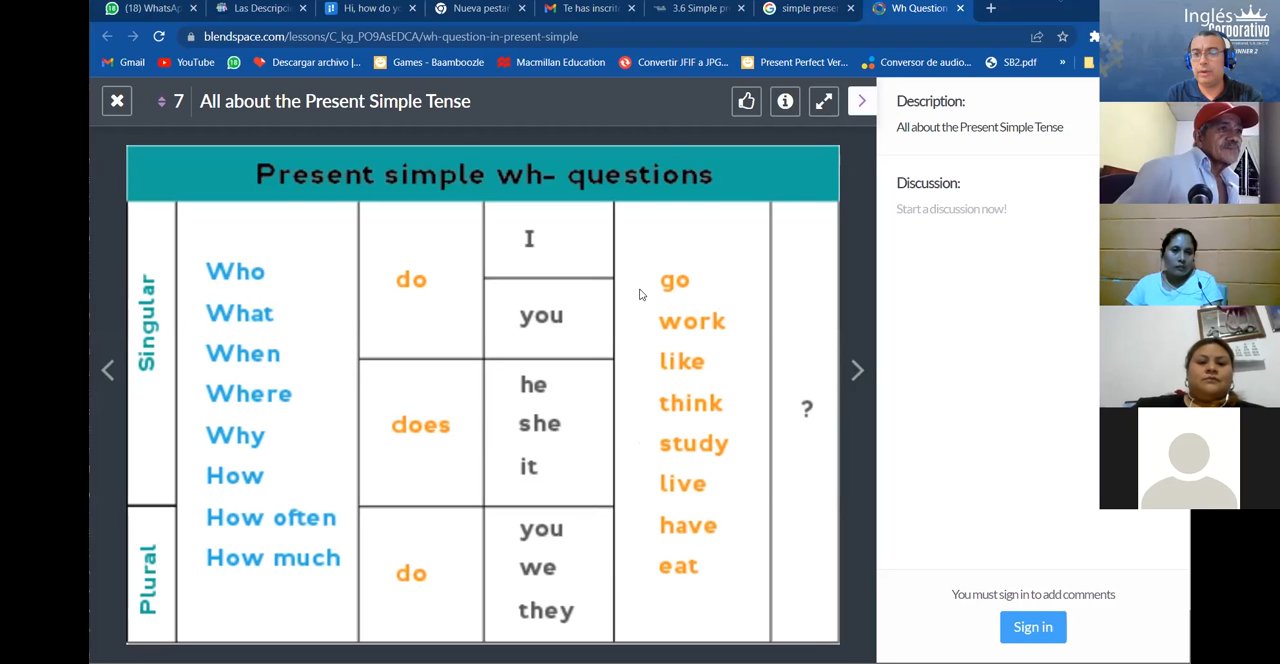 (18) WhatsAp
Las Descripcio
Hi, how do yo
Nueva pestañ
Te has inscrit
3.6 Simple pr
simple prese
Wh Question
blendspace.com/lessons/C_kg_PO9AsEDCA/wh-question-in-present-simple
Gmail
YouTube
Descargar archivo |...
Games - Baamboozle
Macmillan Education
Convertir JFIF a JPG...
Present Perfect Ver...
Conversor de audio...
SB2.pdf
»
7
All about the Present Simple Tense
Present simple wh- questions
Singular
Who
What
When
Where
Why
How
How often
How much
do
does
I
you
he
she
it
go
work
like
think
study
live
have
eat
?
Plural
do
you
we
they
Description:
All about the Present Simple Tense
Discussion:
Start a discussion now!
You must sign in to add comments
Sign in
Inglés
Corporativo